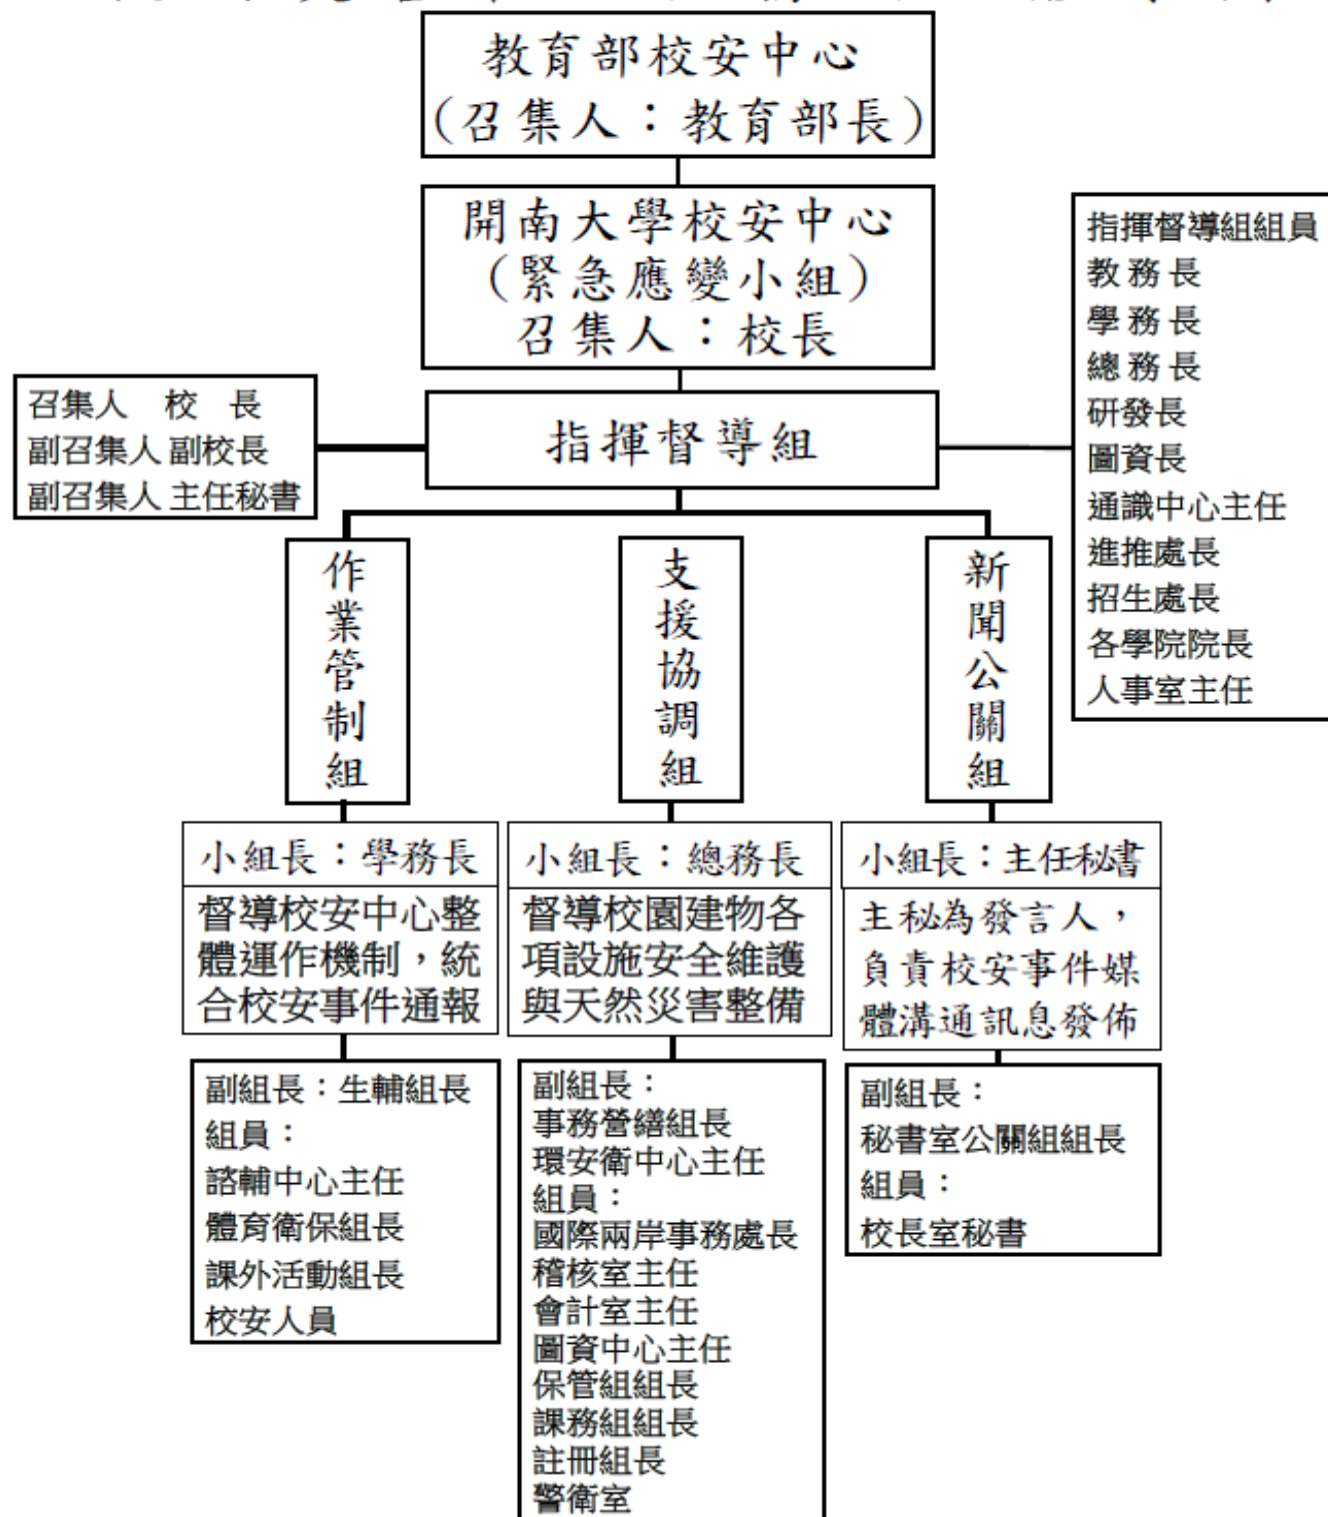 教育部校安中心
(召集人：教育部長)
開南大學校安中心
(緊急應變小組)
召集人：校長
召集人 校 長
副召集人 副校長
副召集人 主任秘書
指揮督導組
指揮督導組組員
教 務 長
學 務 長
總 務 長
研發長
圖資長
通識中心主任
進推處長
招生處長
各學院院長
人事室主任
作業管制組
支援協調組
新聞公關組
小組長：學務長
督導校安中心整
體運作機制，統
合校安事件通報
副組長：生輔組長
組員：
諮輔中心主任
體育衛保組長
課外活動組長
校安人員
小組長：總務長
督導校園建物各
項設施安全維護
與天然災害整備
副組長：
事務營繕組長
環安衛中心主任
組員：
國際兩岸事務處長
稽核室主任
會計室主任
圖資中心主任
保管組組長
課務組組長
註冊組長
警衛室
小組長：主任秘書
主秘為發言人，
負責校安事件媒
體溝通訊息發佈
副組長：
秘書室公關組組長
組員：
校長室秘書